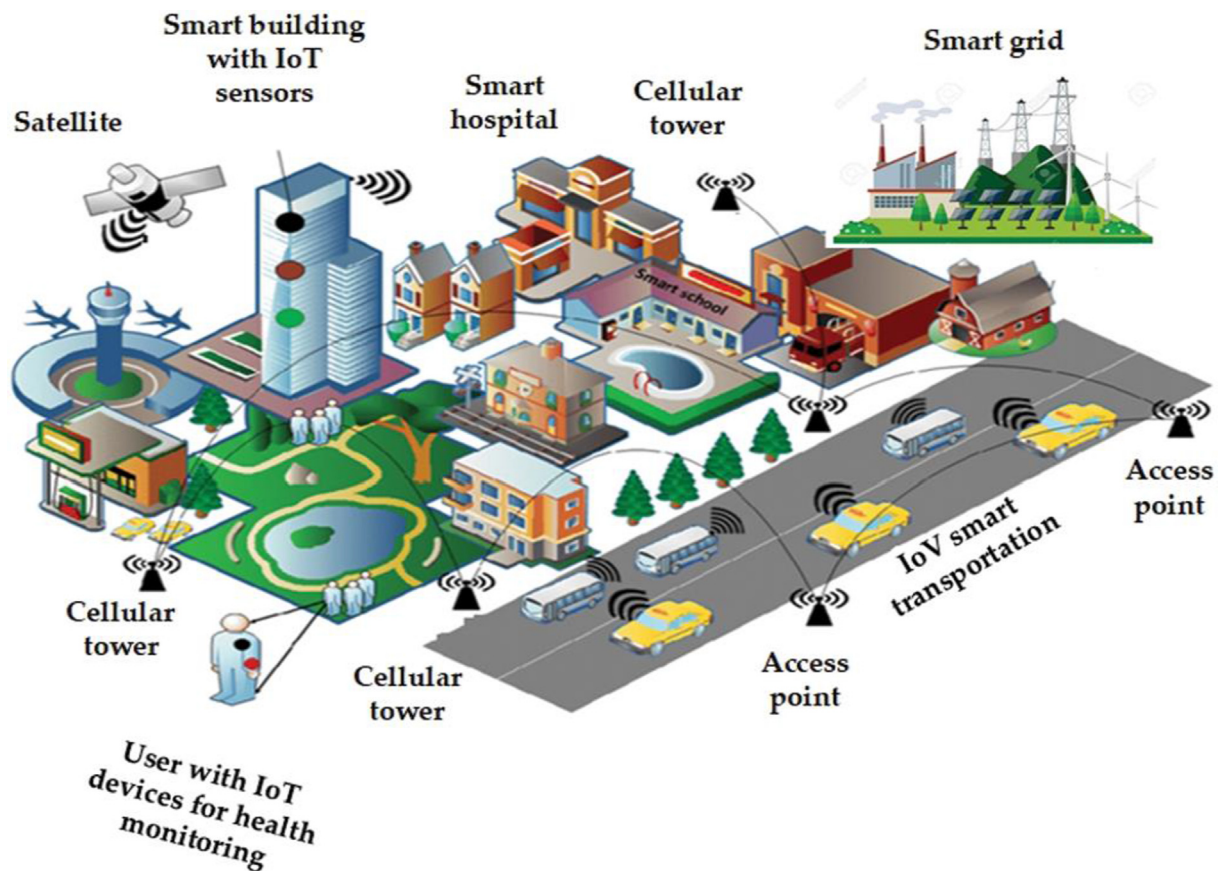 Smart building
with IoT
sensors
Smart grid
Smart
hospital
Cellular
tower
Satellite
Smart school
Access
point
IoV smart
transportation
Cellular
tower
Cellular
tower
Access
point
User with IoT
devices for health
monitoring